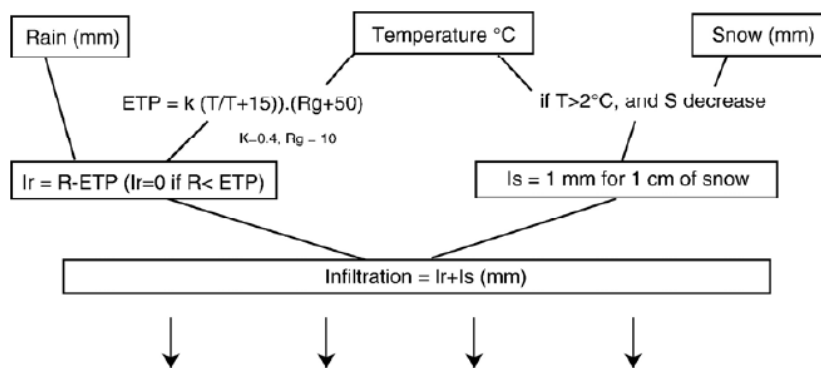 Rain (mm)
Temperature °C
Snow (mm)
ETP = k (T/T+15)).(Rg+50)
if T>2°C, and S decrease
K=0.4, Rg = 10
Ir = R-ETP (Ir=0 if R< ETP)
Is = 1 mm for 1 cm of snow
Infiltration = Ir+Is (mm)